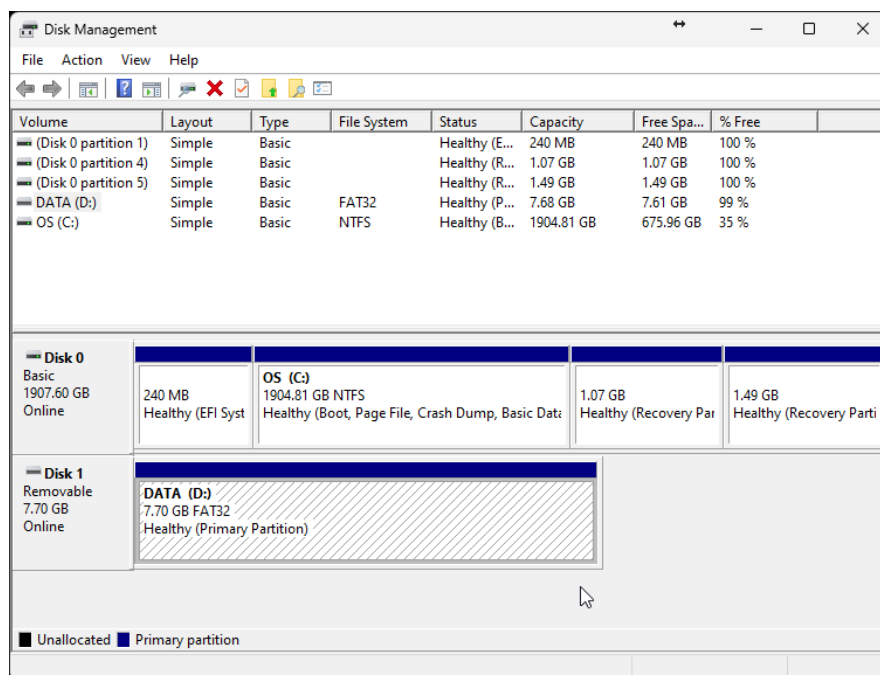 Disk Management
File Action View Help
Volume Layout Type File System Status Capacity Free Spa... % Free
(Disk 0 partition 1) Simple Basic Healthy (E... 240 MB 240 MB 100 %
(Disk 0 partition 4) Simple Basic Healthy (R... 1.07 GB 1.07 GB 100 %
(Disk 0 partition 5) Simple Basic Healthy (R... 1.49 GB 1.49 GB 100 %
DATA (D:) Simple Basic FAT32 Healthy (P... 7.68 GB 7.61 GB 99 %
OS (C:) Simple Basic NTFS Healthy (B... 1904.81 GB 675.96 GB 35 %
Disk 0
Basic
1907.60 GB
Online
240 MB
Healthy (EFI Syst
OS (C:)
1904.81 GB NTFS
Healthy (Boot, Page File, Crash Dump, Basic Data
1.07 GB
Healthy (Recovery Par
1.49 GB
Healthy (Recovery Parti
Disk 1
Removable
7.70 GB
Online
DATA (D:)
7.70 GB FAT32
Healthy (Primary Partition)
Unallocated Primary partition